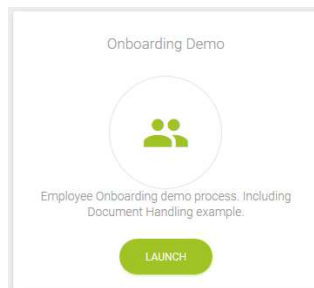 Onboarding Demo
Employee Onboarding demo process. Including
Document Handling example.
LAUNCH